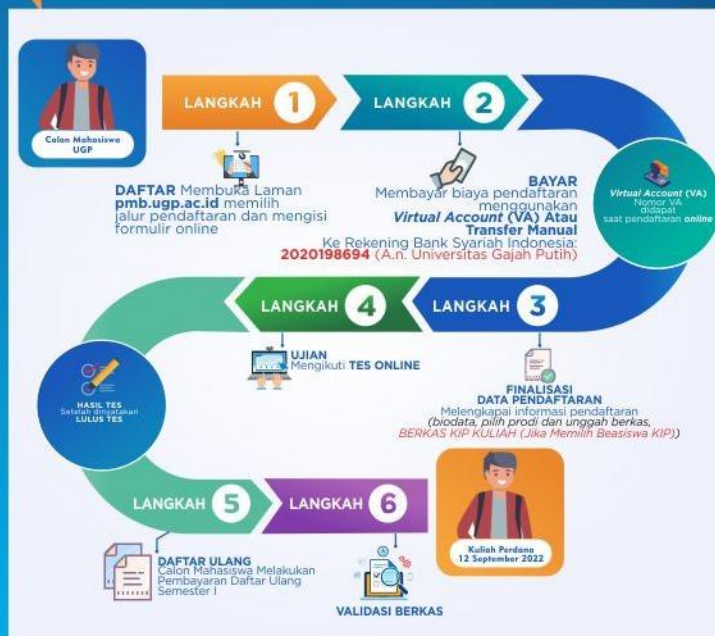 Calon Mahasiswa
UGP
LANGKAH 1
LANGKAH 2
DAFTAR Membuka Laman
pmb.ugp.ac.id memilih
jalur pendaftaran dan mengisi
formulir online
BAYAR
Membayar biaya pendaftaran
menggunakan
Virtual Account (VA) Atau
Transfer Manual
Ke Rekening Bank Syariah Indonesia:
2020198694 (A.n. Universitas Gajah Putih)
Virtual Account (VA)
Nomor VA
didapat
saat pendaftaran online
LANGKAH 3
FINALISASI
DATA PENDAFTARAN
Melengkapai informasi pendaftaran
(biodata, pilih prodi dan unggah berkas,
BERKAS KIP KULIAH (Jika Memilih Beasiswa KIP))
LANGKAH 4
UJIAN
Mengikuti TES ONLINE
HASIL TES
Setelah dinyatakan
LULUS TES
LANGKAH 5
DAFTAR ULANG
Calon Mahasiswa Melakukan
Pembayaran Daftar Ulang
Semester I
LANGKAH 6
VALIDASI BERKAS
Kuliah Perdana
12 September 2022